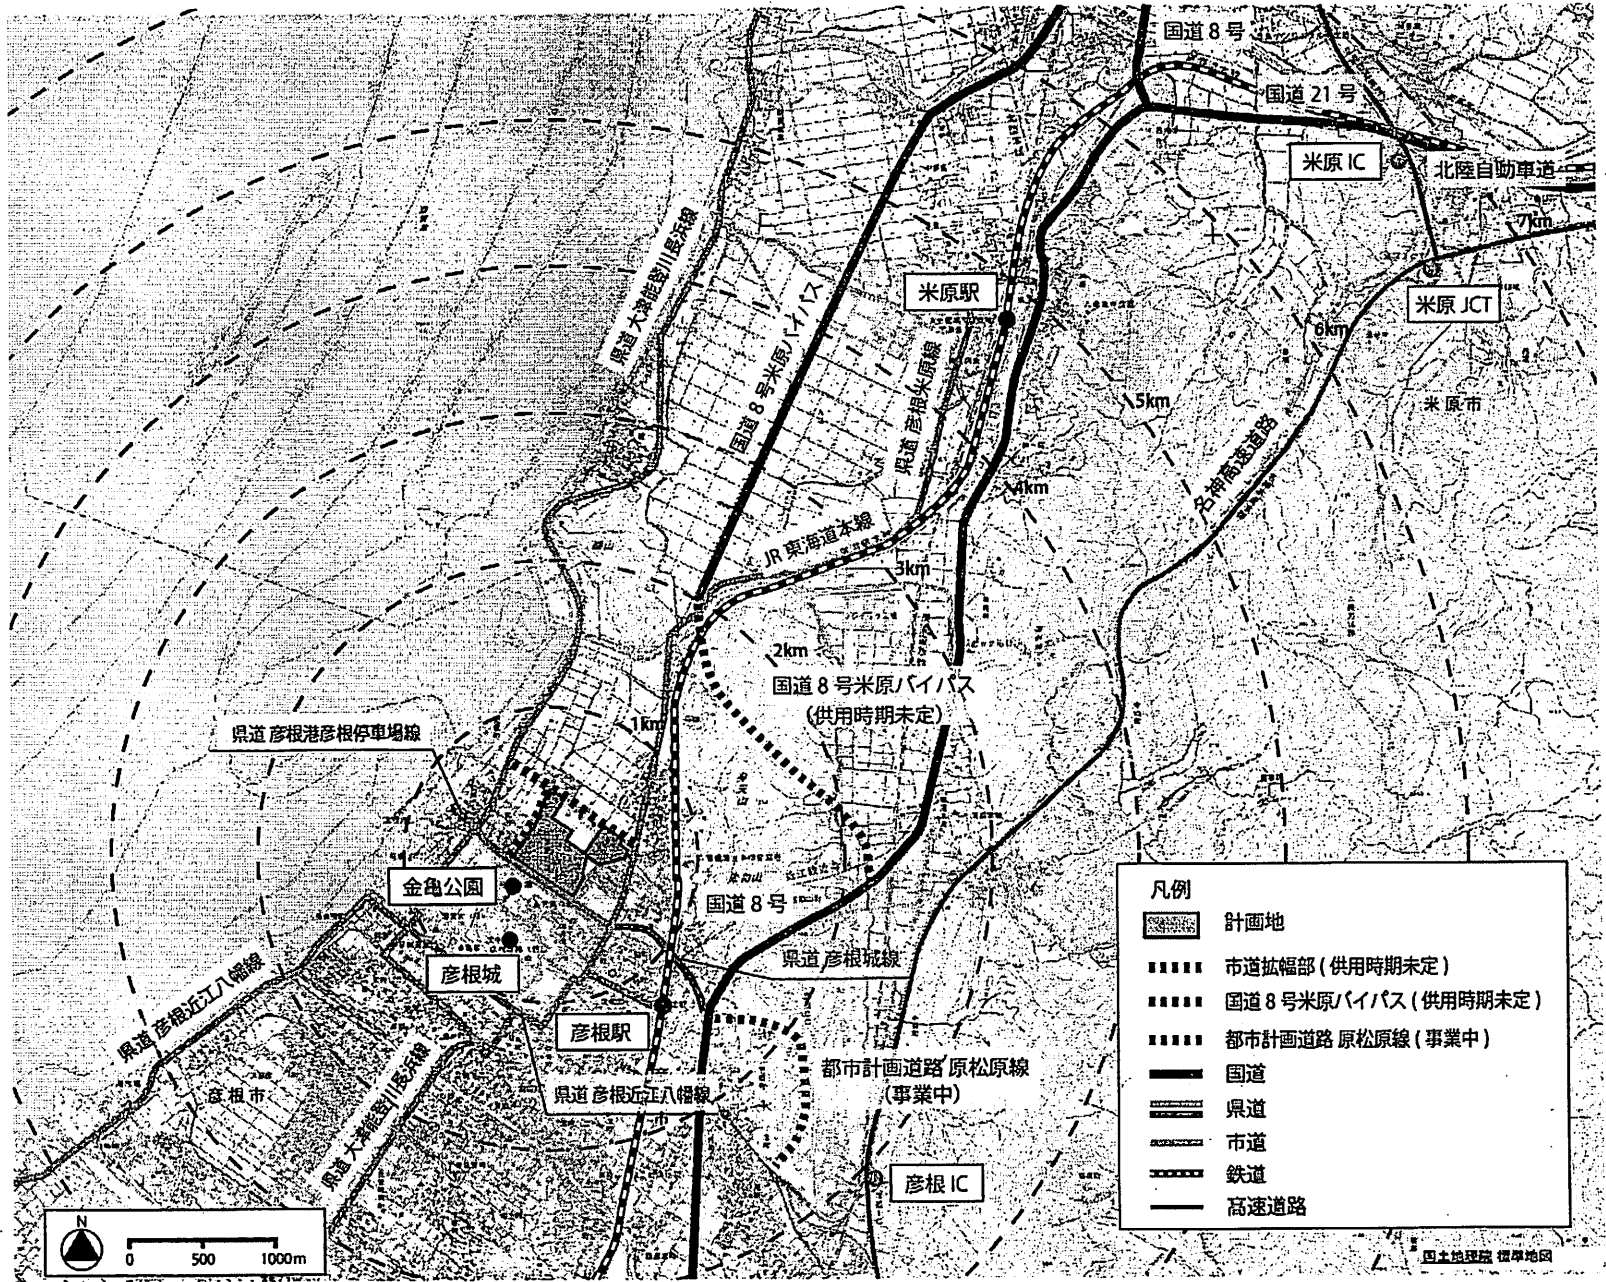 国道 8 号
国道 21 号
米原 IC
北陸自動車道
7km
県道 大津能登川長浜線
米原駅
米原 JCT
国道 8 号米原バイパス
6km
県道 彦根米原線
5km
米 原 市
名神高速道路
4km
JR 東海道本線
3km
2km
国道 8 号米原バイパス
(供用時期未定)
1km
県道 彦根港彦根停車場線
金亀公園
国道 8 号
凡例
計画地
市道拡幅部 ( 供用時期未定 )
国道 8 号米原バイパス ( 供用時期未定 )
都市計画道路 原松原線 ( 事業中 )
国道
県道
市道
鉄道
高速道路
彦根城
県道 彦根城線
県道 彦根近江八幡線
彦根駅
都市計画道路 原松原線
(事業中)
県道 彦根近江八幡線
彦 根 市
県道 大津能登川長浜線
彦根 IC
N
0 500 1000m
国土地理院 標準地図